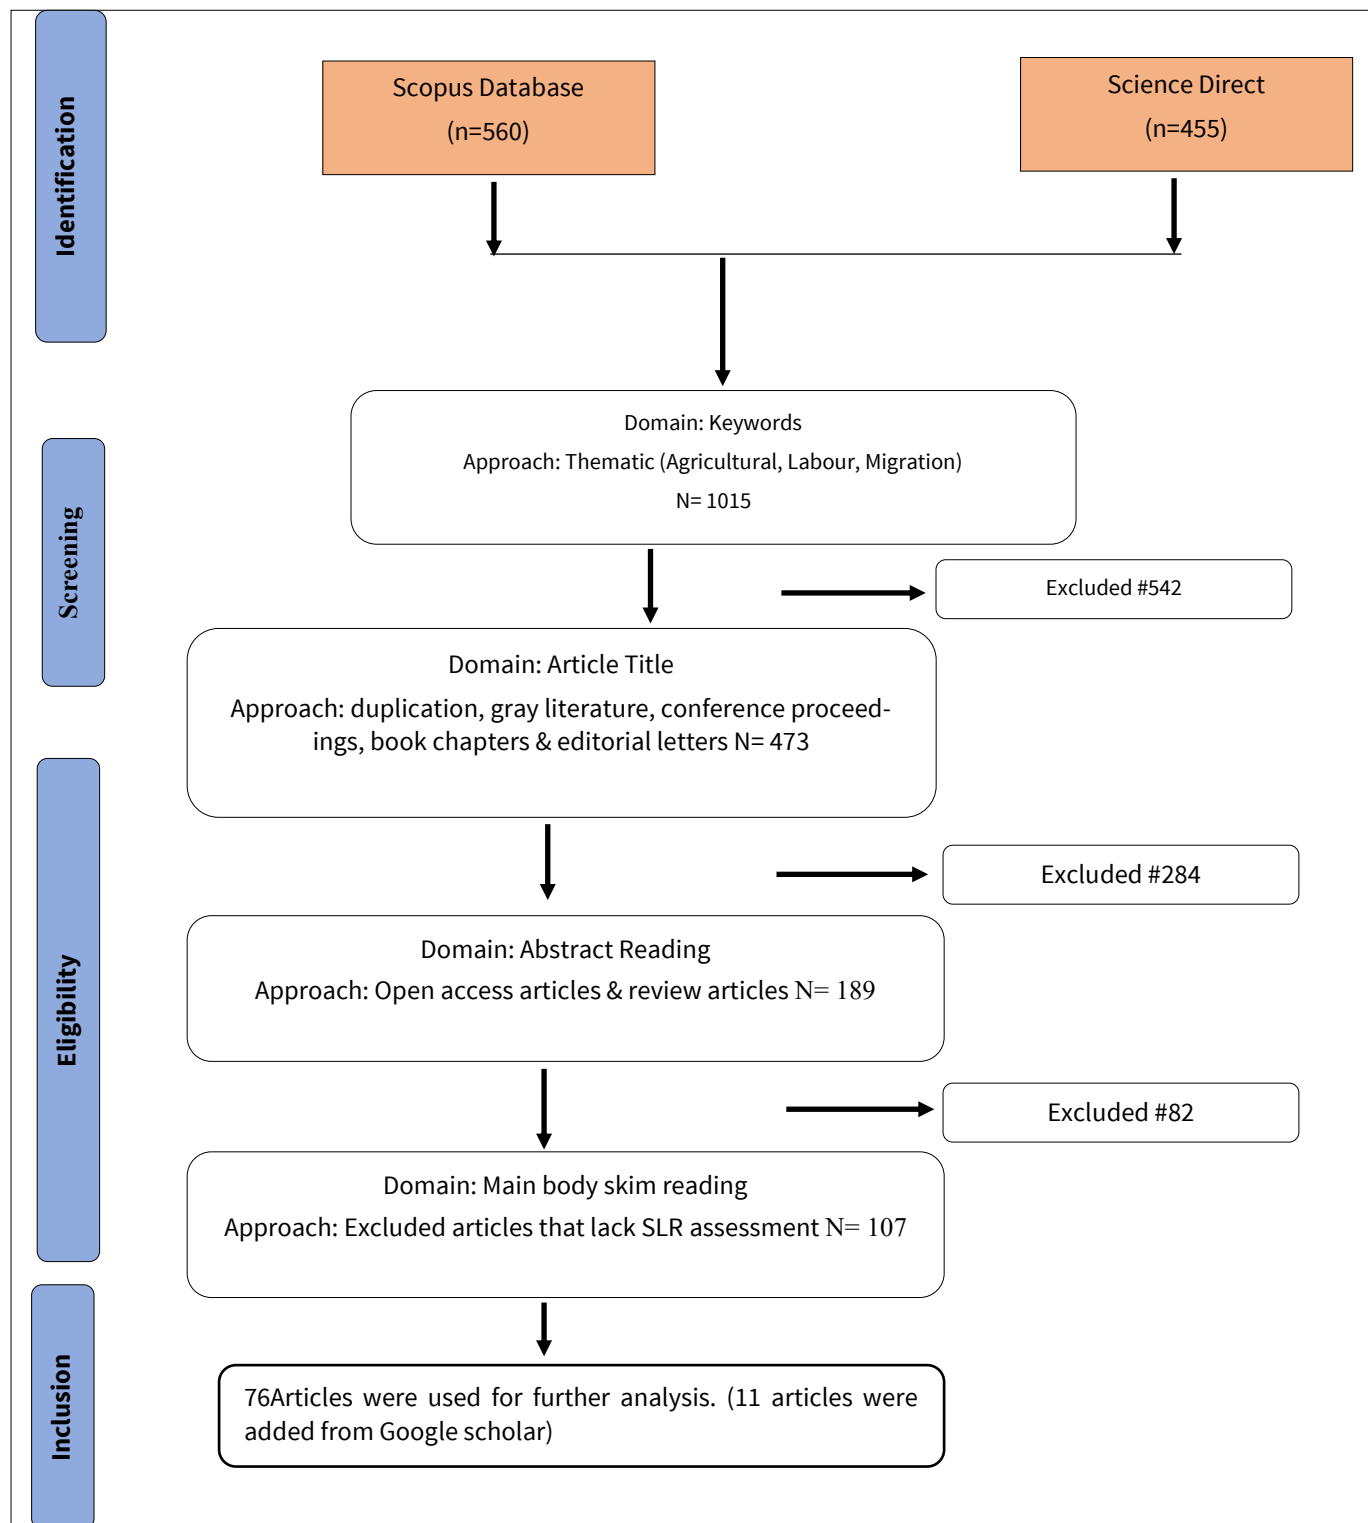 Identification
Scopus Database
(n=560)
Science Direct
(n=455)
Screening
Domain: Keywords
Approach: Thematic (Agricultural, Labour, Migration)
N= 1015
Excluded #542
Domain: Article Title
Approach: duplication, gray literature, conference proceed-
ings, book chapters & editorial letters N= 473
Eligibility
Excluded #284
Domain: Abstract Reading
Approach: Open access articles & review articles N= 189
Excluded #82
Domain: Main body skim reading
Approach: Excluded articles that lack SLR assessment N= 107
Inclusion
76Articles were used for further analysis. (11 articles were
added from Google scholar)